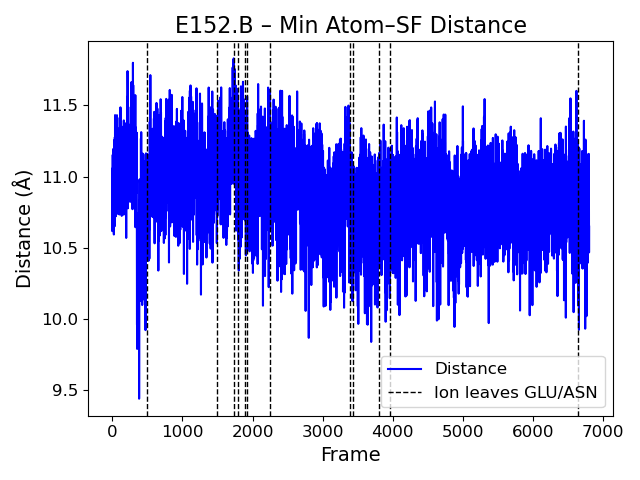 E152.B – Min Atom–SF Distance
Distance (Å)
11.5
11.0
10.5
10.0
9.5
Distance
Ion leaves GLU/ASN
0 1000 2000 3000 4000 5000 6000 7000
Frame